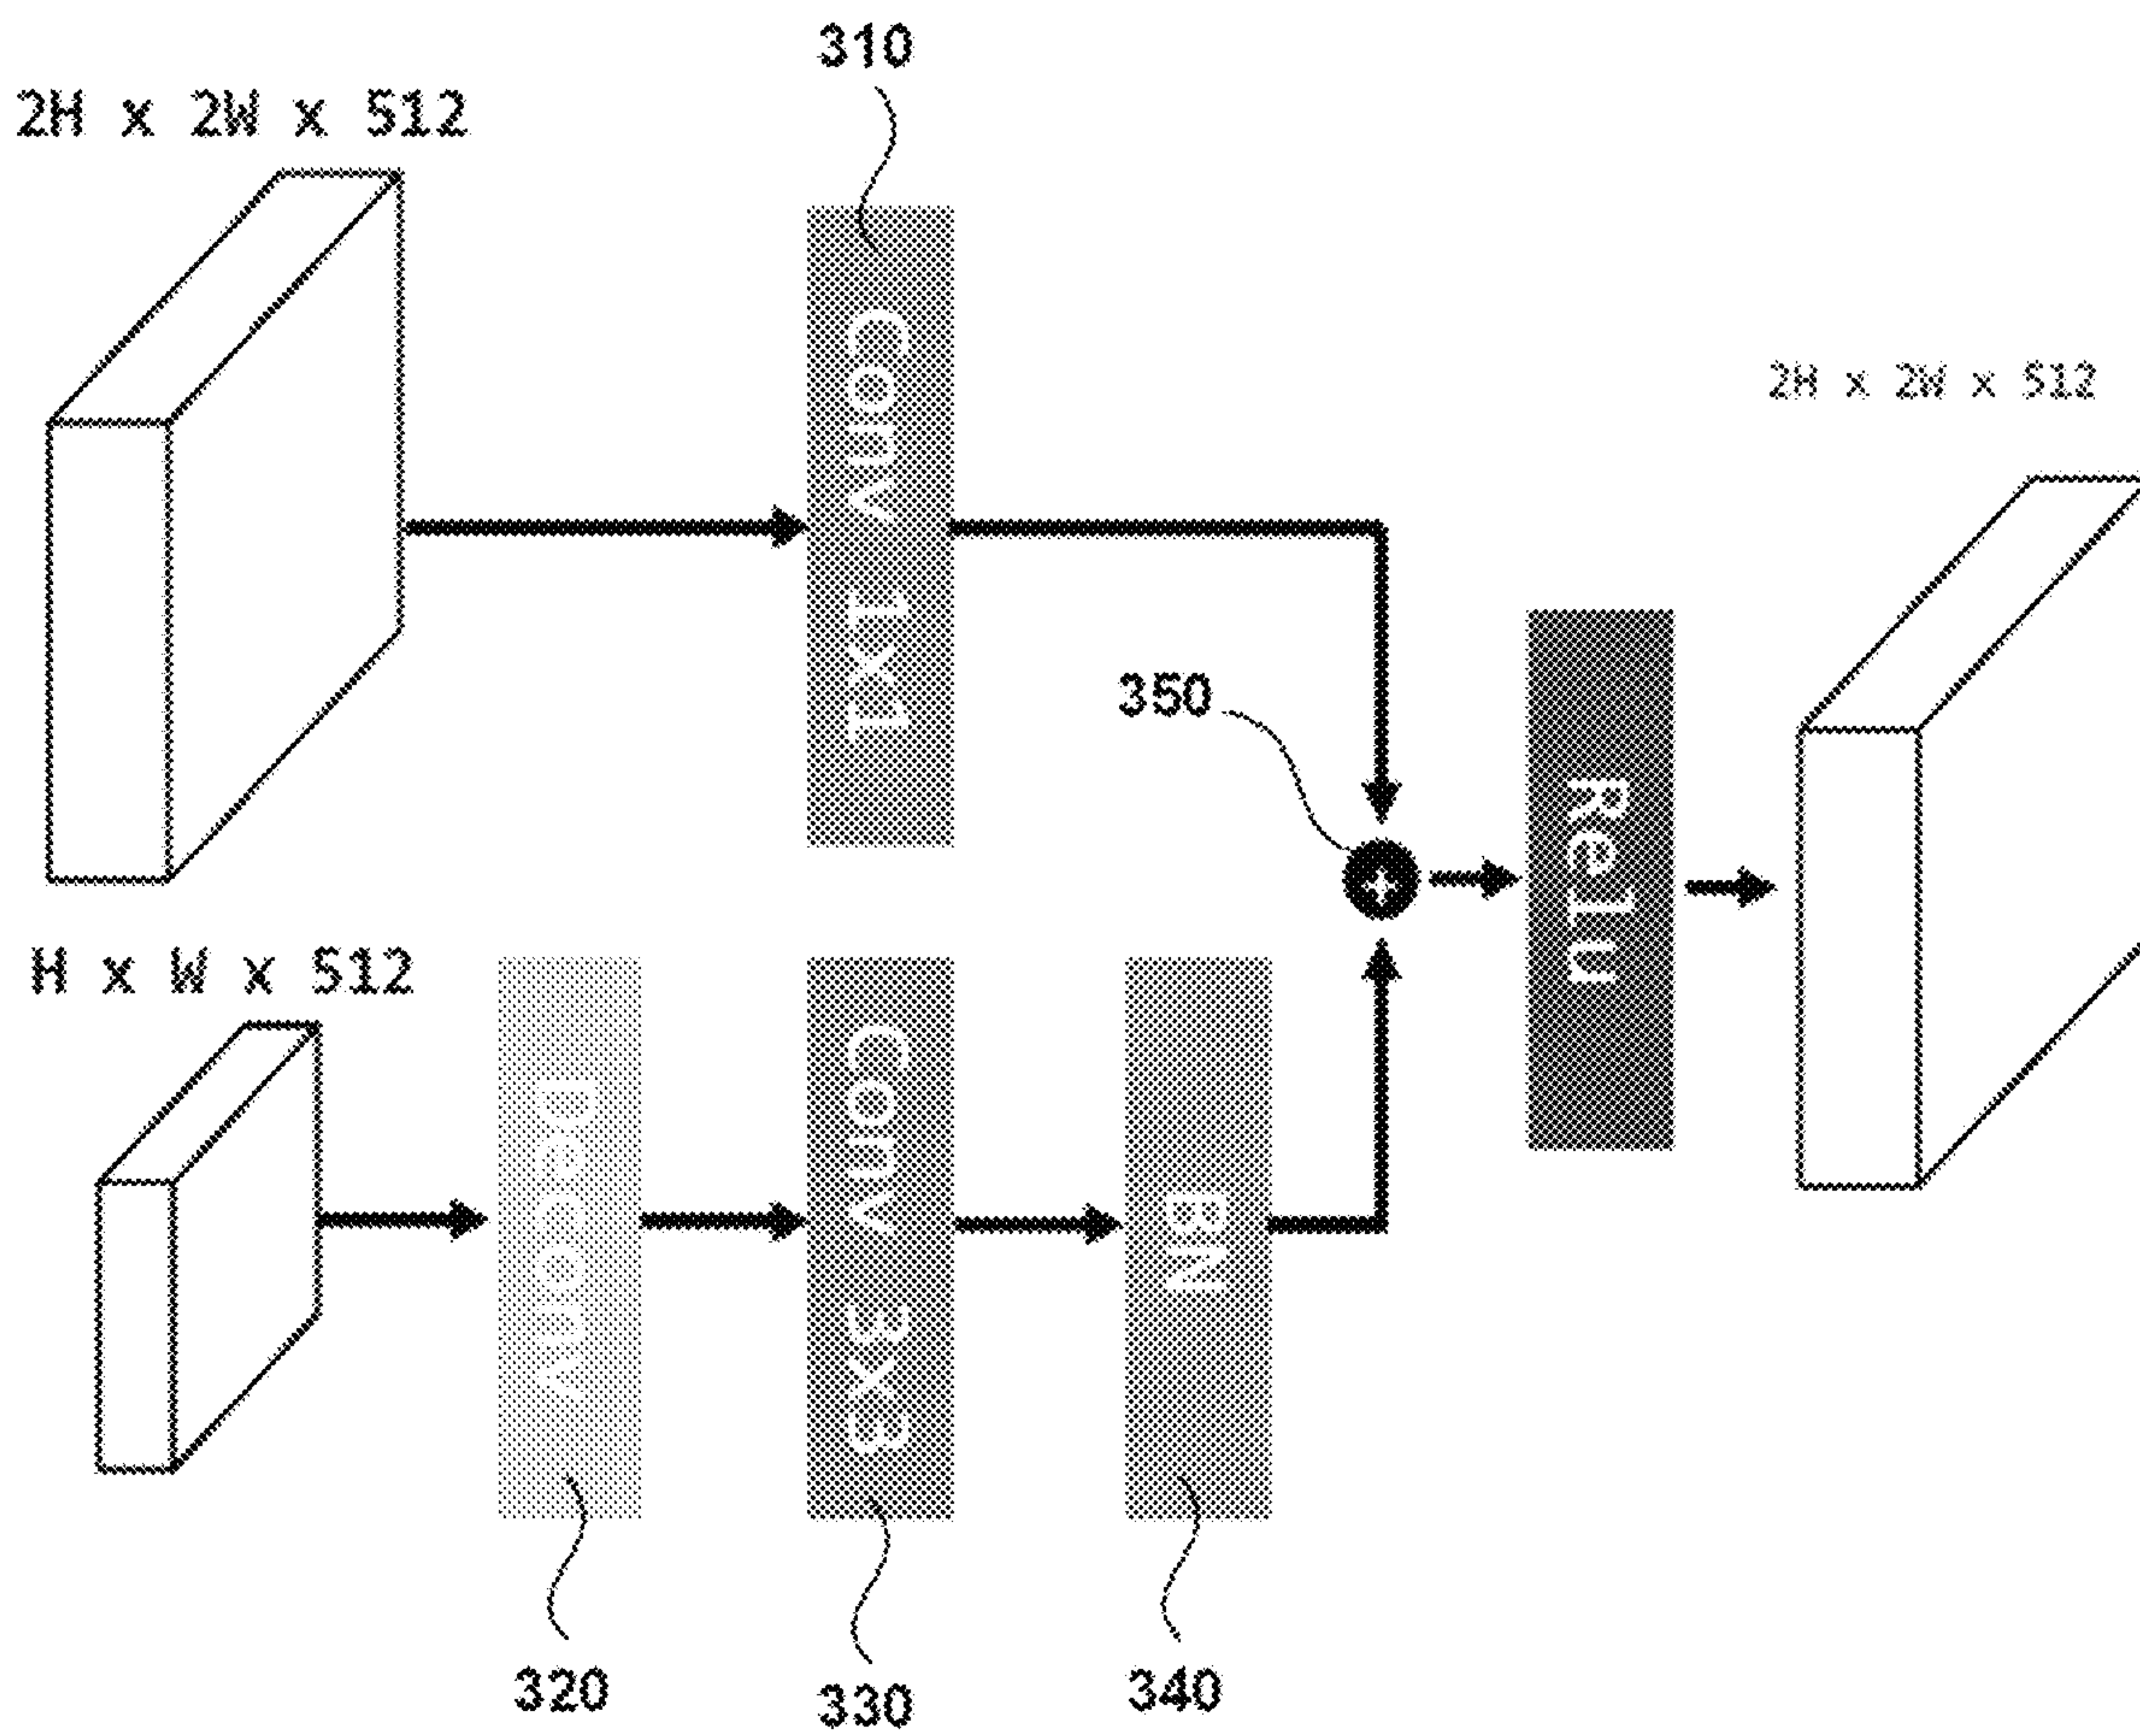 310
2H x 2W x 512
Conv 1x1
2H x 2W x 512
350
Relu
H x W x 512
Deconv
Conv 3x3
BN
320
330
340